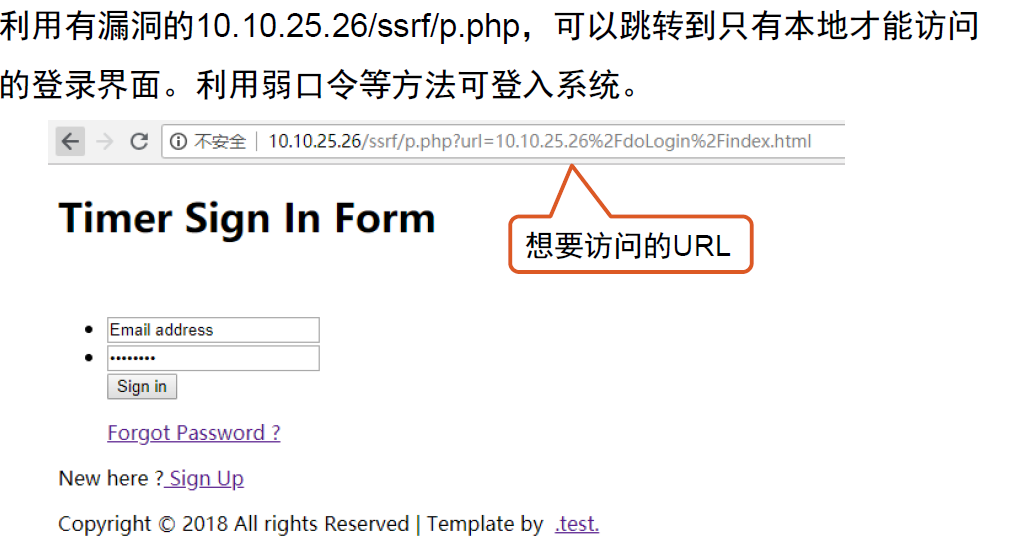 利用有漏洞的10.10.25.26/ssrf/p.php，可以跳转到只有本地才能访问
的登录界面。利用弱口令等方法可登入系统。
不安全 | 10.10.25.26/ssrf/p.php?url=10.10.25.26%2FdoLogin%2Findex.html
Timer Sign In Form
想要访问的URL
Email address
••••••••
Sign in
Forgot Password ?
New here ? Sign Up
Copyright © 2018 All rights Reserved | Template by .test.